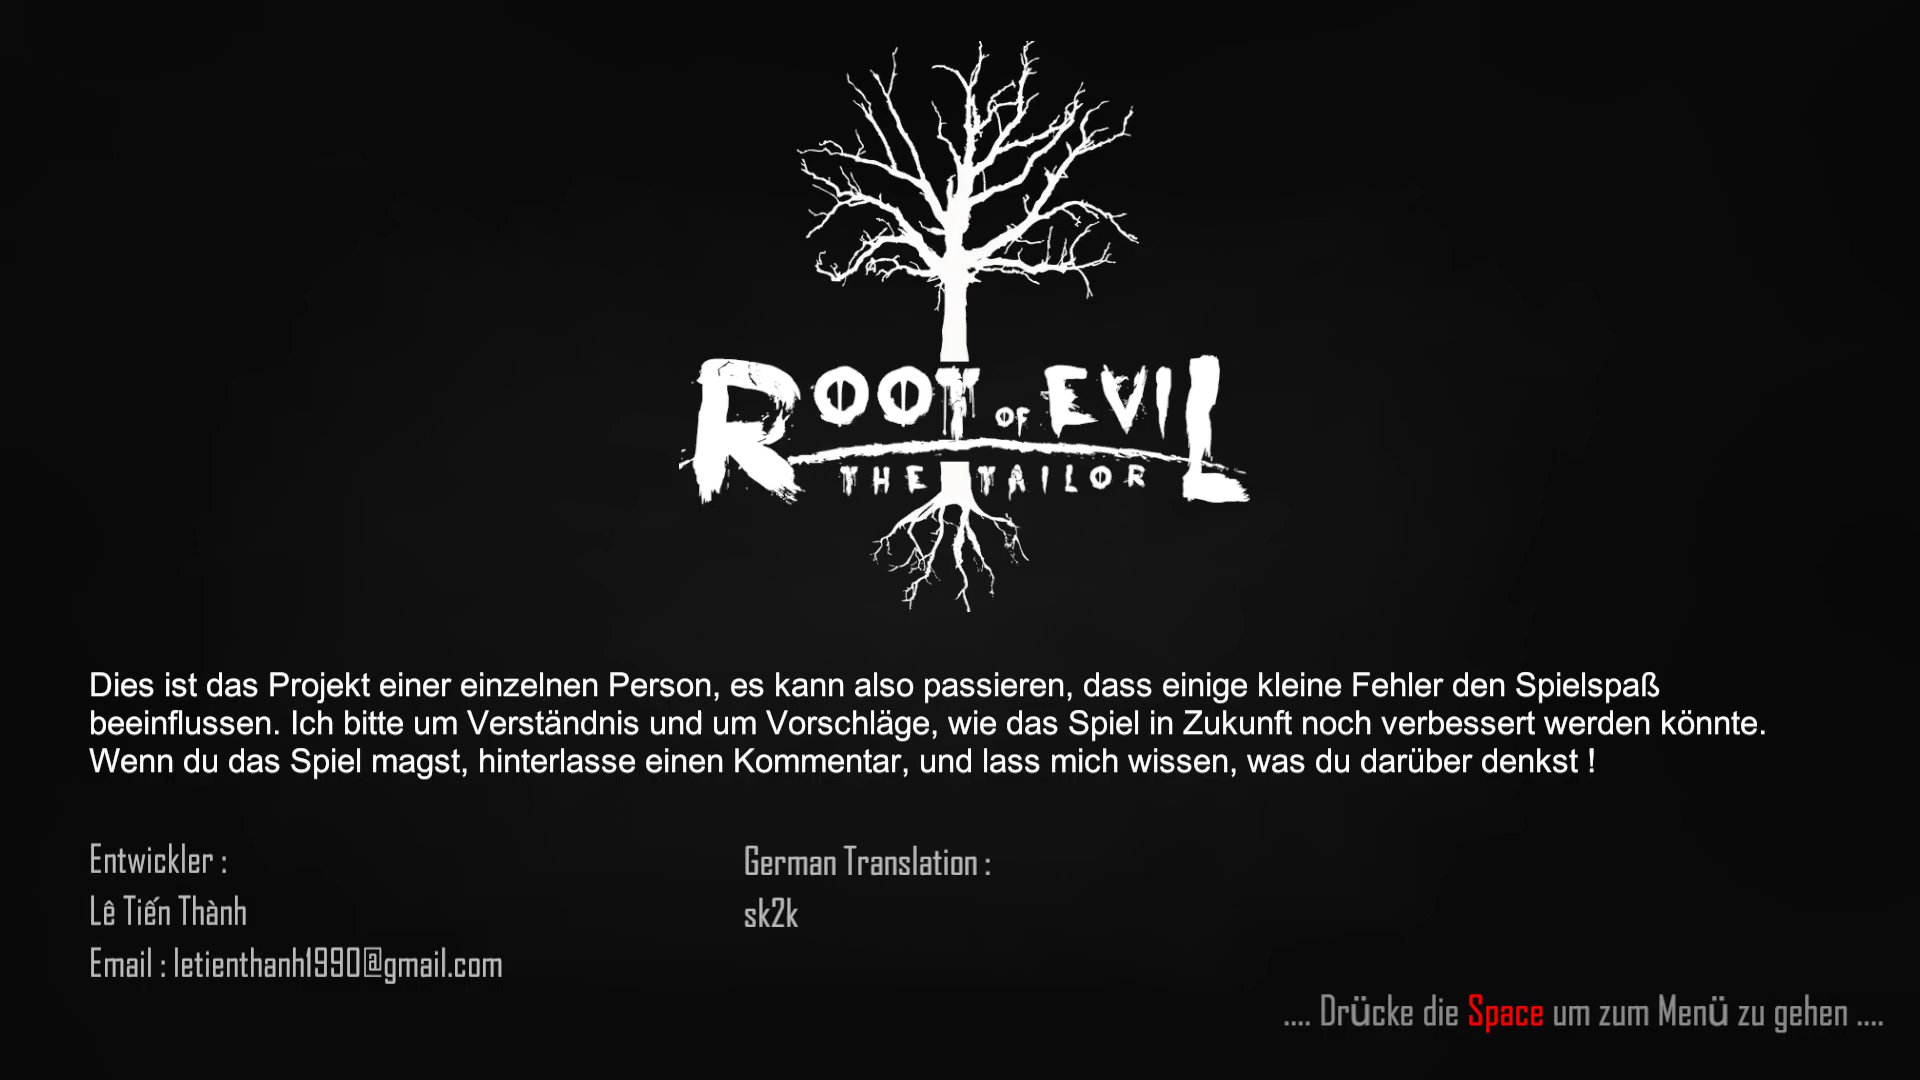 ROOT OF EVIL
THE TAILOR
Dies ist das Projekt einer einzelnen Person, es kann also passieren, dass einige kleine Fehler den Spielspaß
beeinflussen. Ich bitte um Verständnis und um Vorschläge, wie das Spiel in Zukunft noch verbessert werden könnte.
Wenn du das Spiel magst, hinterlasse einen Kommentar, und lass mich wissen, was du darüber denkst !
Entwickler :
Lê Tiến Thành
Email : letienthanh1990@gmail.com
German Translation :
sk2k
.... Drücke die Space um zum Menü zu gehen ....